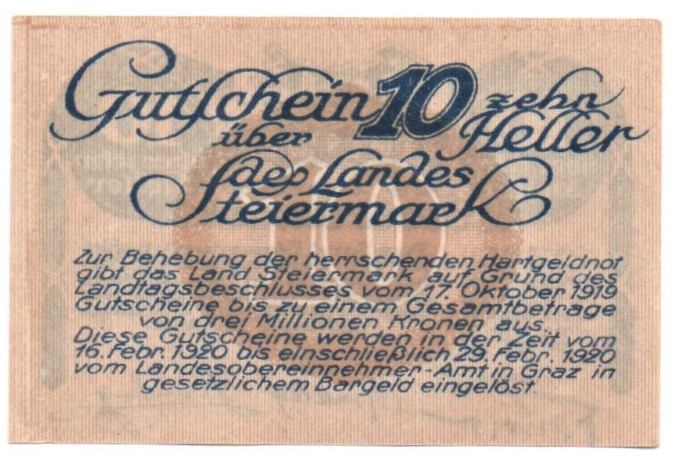 Gutschein 10 zehn
über Heller
des Landes
Steiermark
Zur Behebung der herrschenden Hartgeldnot
gibt das Land Steiermark auf Grund des
Landtagsbeschlusses vom 17. Oktober 1919
Gutscheine bis zu einem Gesamtbetrage
von drei Millionen Kronen aus.
Diese Gutscheine werden in der Zeit vom
16. Febr. 1920 bis einschließlich 29. Febr. 1920
vom Landesobereinnehmer-Amt in Graz in
gesetzlichem Bargeld eingelöst.
10